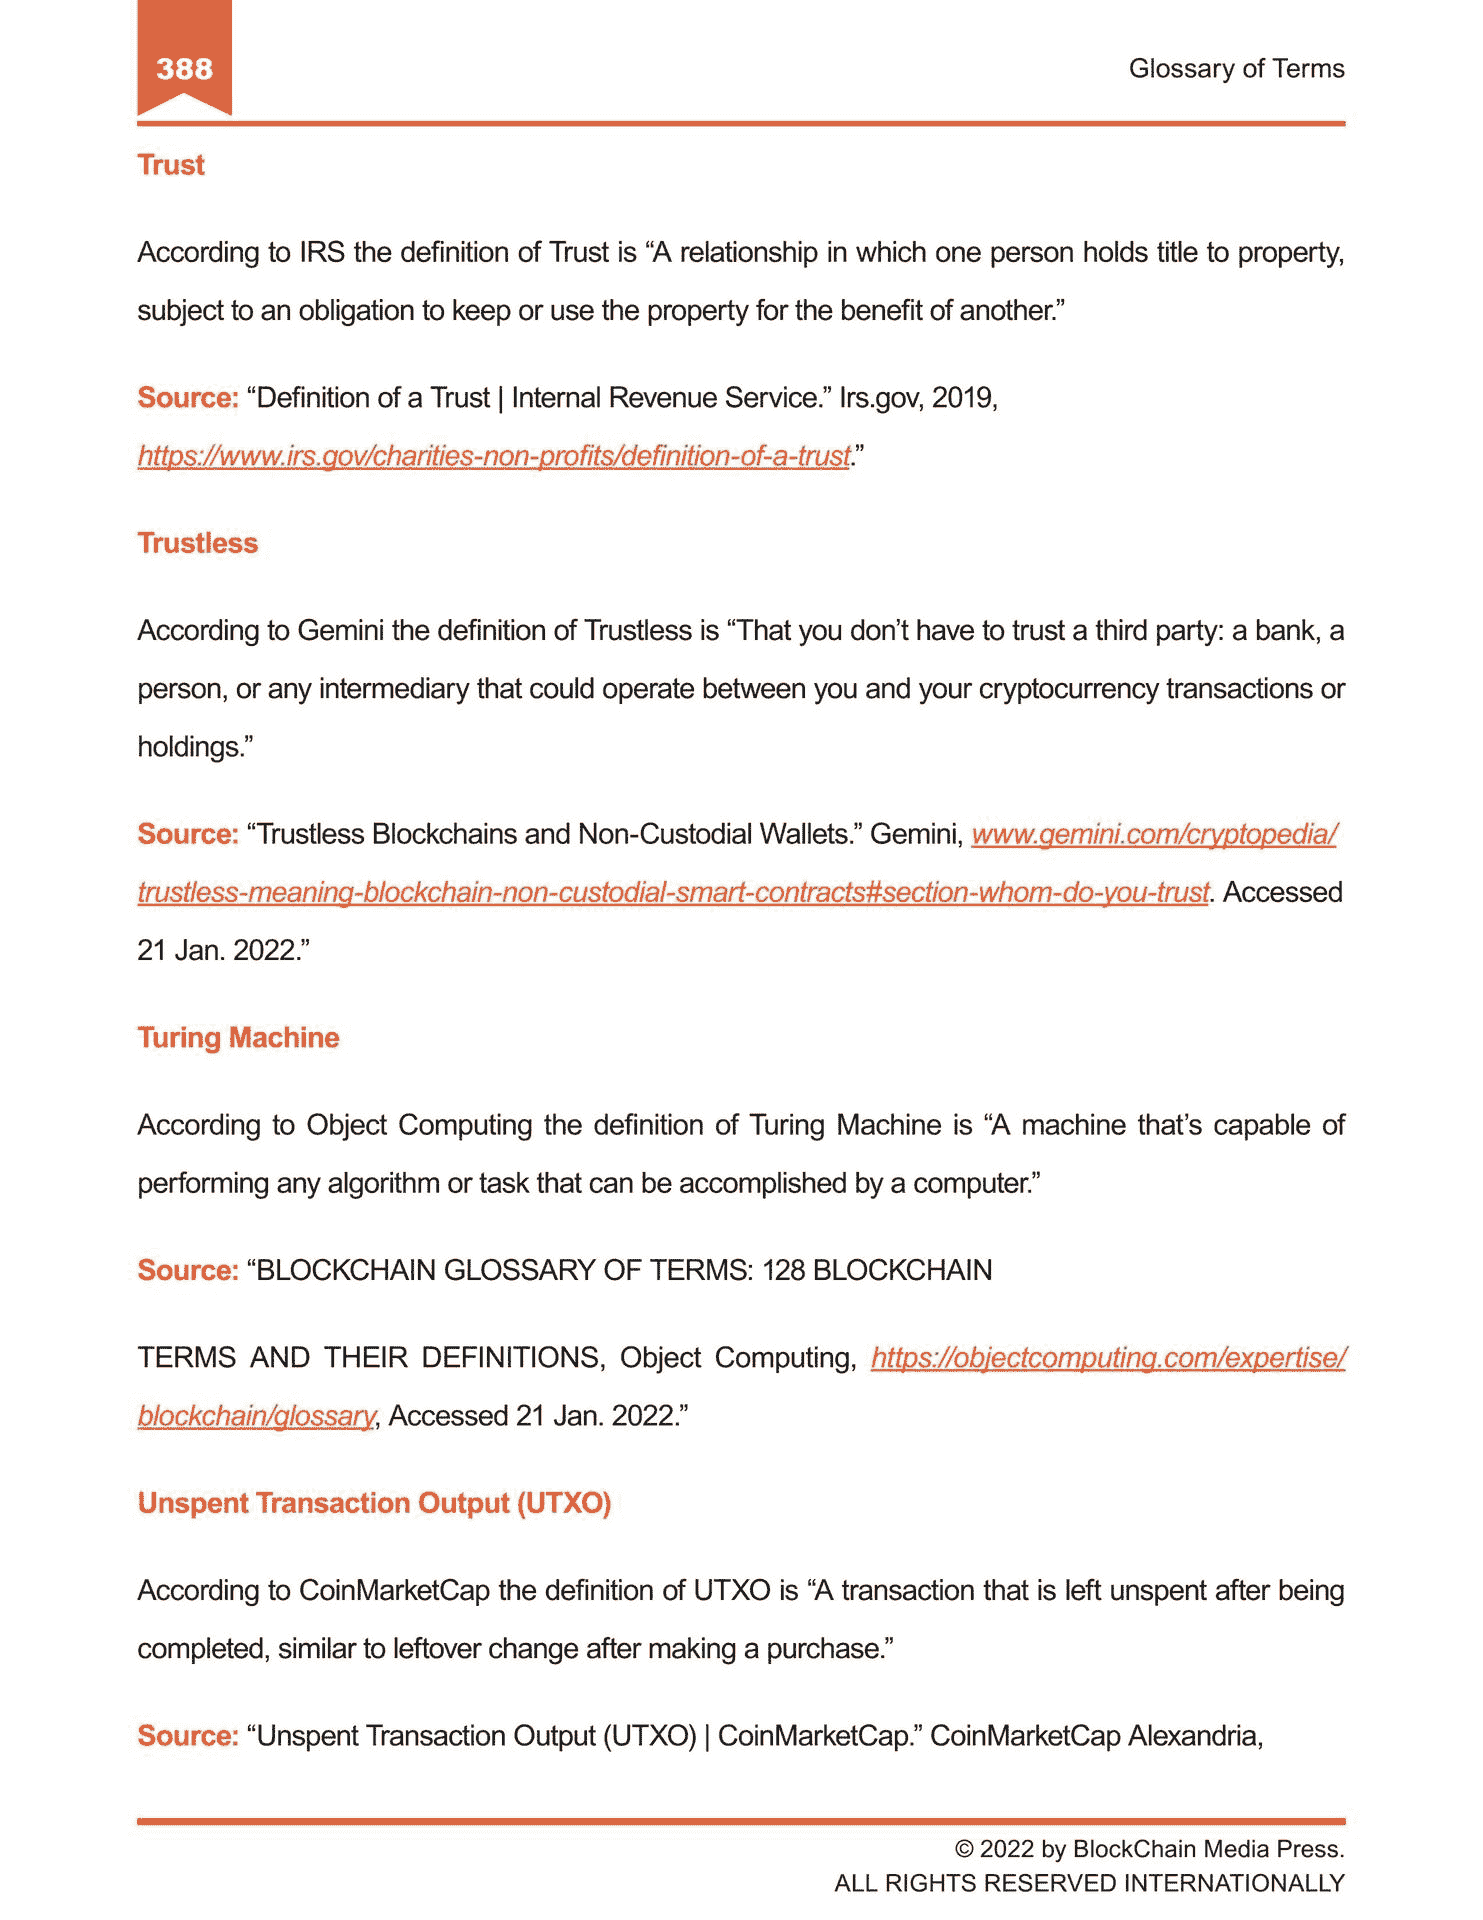 388
Glossary of Terms
Trust
According to IRS the definition of Trust is “A relationship in which one person holds title to property,
subject to an obligation to keep or use the property for the benefit of another.”
Source: “Definition of a Trust | Internal Revenue Service.” Irs.gov, 2019,
https://www.irs.gov/charities-non-profits/definition-of-a-trust.”
Trustless
According to Gemini the definition of Trustless is “That you don’t have to trust a third party: a bank, a
person, or any intermediary that could operate between you and your cryptocurrency transactions or
holdings.”
Source: “Trustless Blockchains and Non-Custodial Wallets.” Gemini, www.gemini.com/cryptopedia/
trustless-meaning-blockchain-non-custodial-smart-contracts#section-whom-do-you-trust. Accessed
21 Jan. 2022.”
Turing Machine
According to Object Computing the definition of Turing Machine is “A machine that’s capable of
performing any algorithm or task that can be accomplished by a computer.”
Source: “BLOCKCHAIN GLOSSARY OF TERMS: 128 BLOCKCHAIN
TERMS AND THEIR DEFINITIONS, Object Computing, https://objectcomputing.com/expertise/
blockchain/glossary, Accessed 21 Jan. 2022.”
Unspent Transaction Output (UTXO)
According to CoinMarketCap the definition of UTXO is “A transaction that is left unspent after being
completed, similar to leftover change after making a purchase.”
Source: “Unspent Transaction Output (UTXO) | CoinMarketCap.” CoinMarketCap Alexandria,
© 2022 by BlockChain Media Press.
ALL RIGHTS RESERVED INTERNATIONALLY